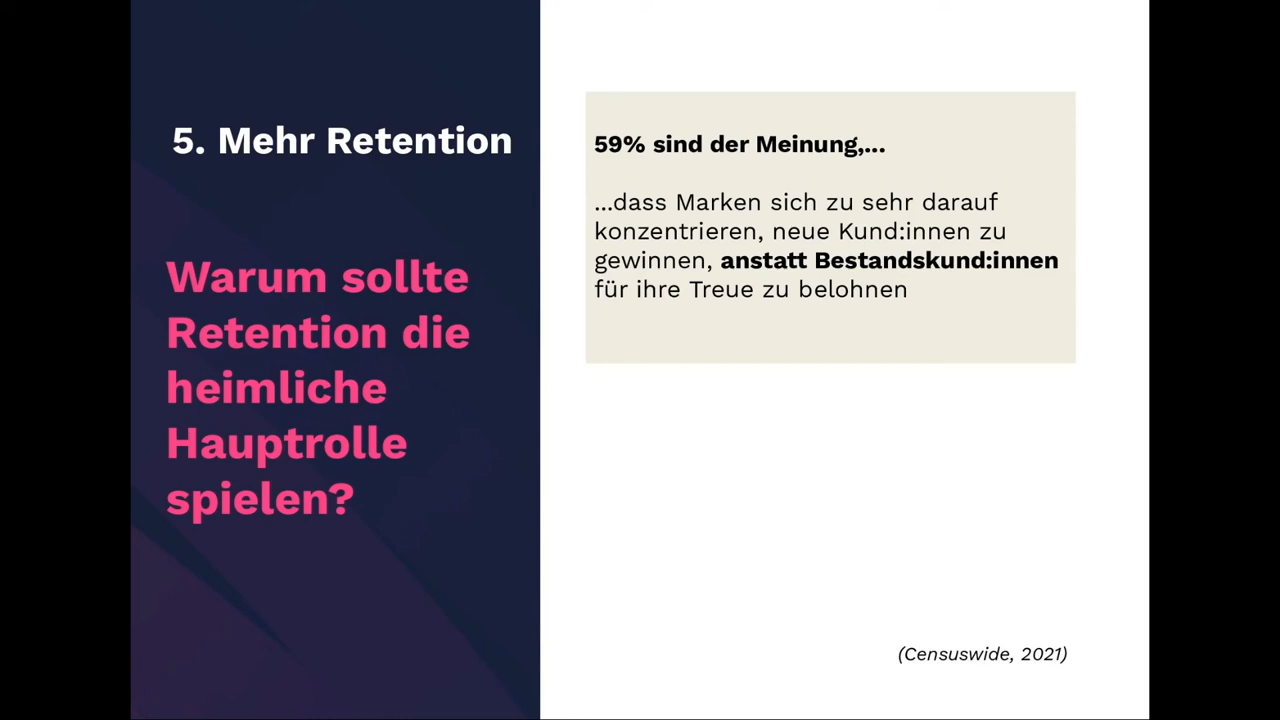 5. Mehr Retention
Warum sollte
Retention die
heimliche
Hauptrolle
spielen?
59% sind der Meinung,...
...dass Marken sich zu sehr darauf
konzentrieren, neue Kund:innen zu
gewinnen, anstatt Bestandskund:innen
für ihre Treue zu belohnen
(Censuswide, 2021)